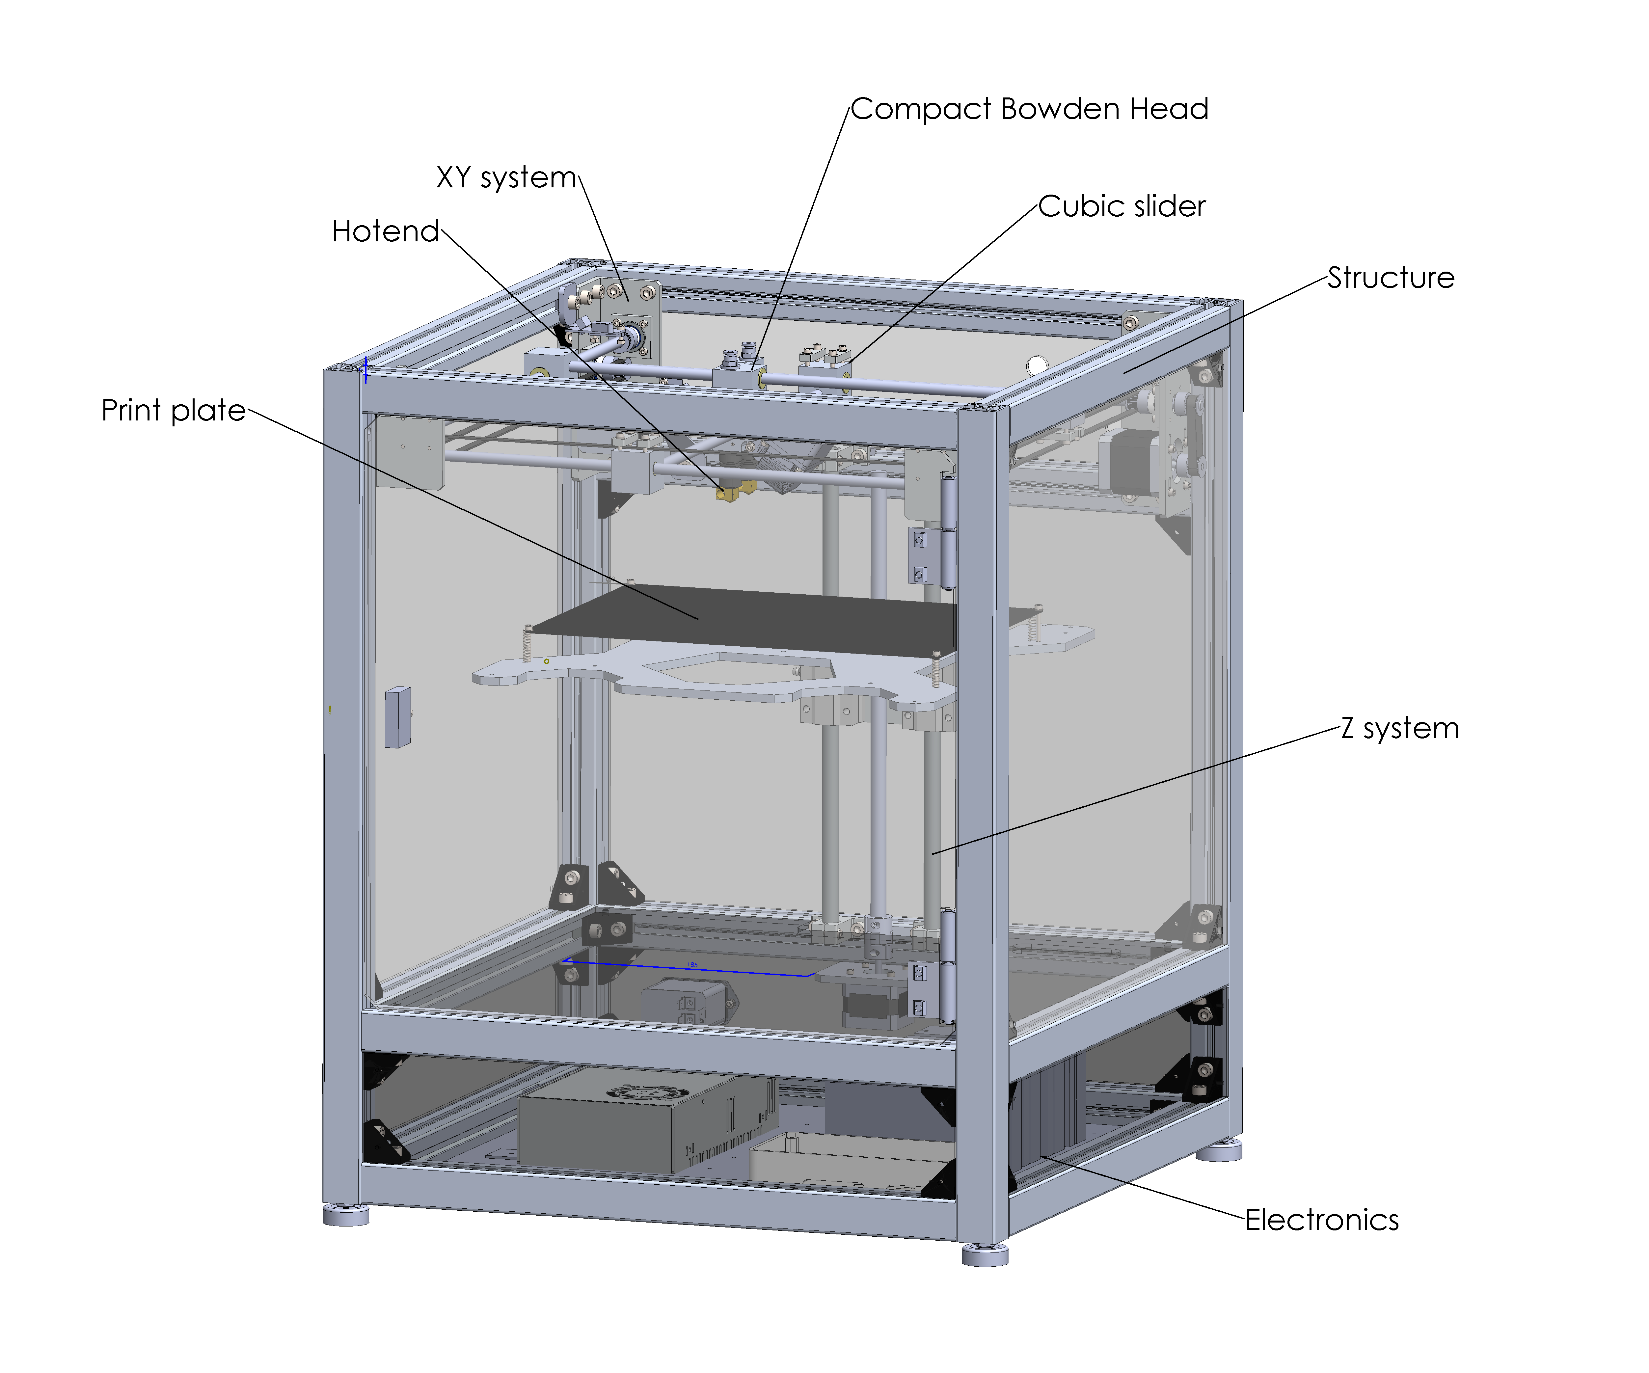 Compact Bowden Head
XY system
Cubic slider
Hotend
Structure
Print plate
Z system
Electronics